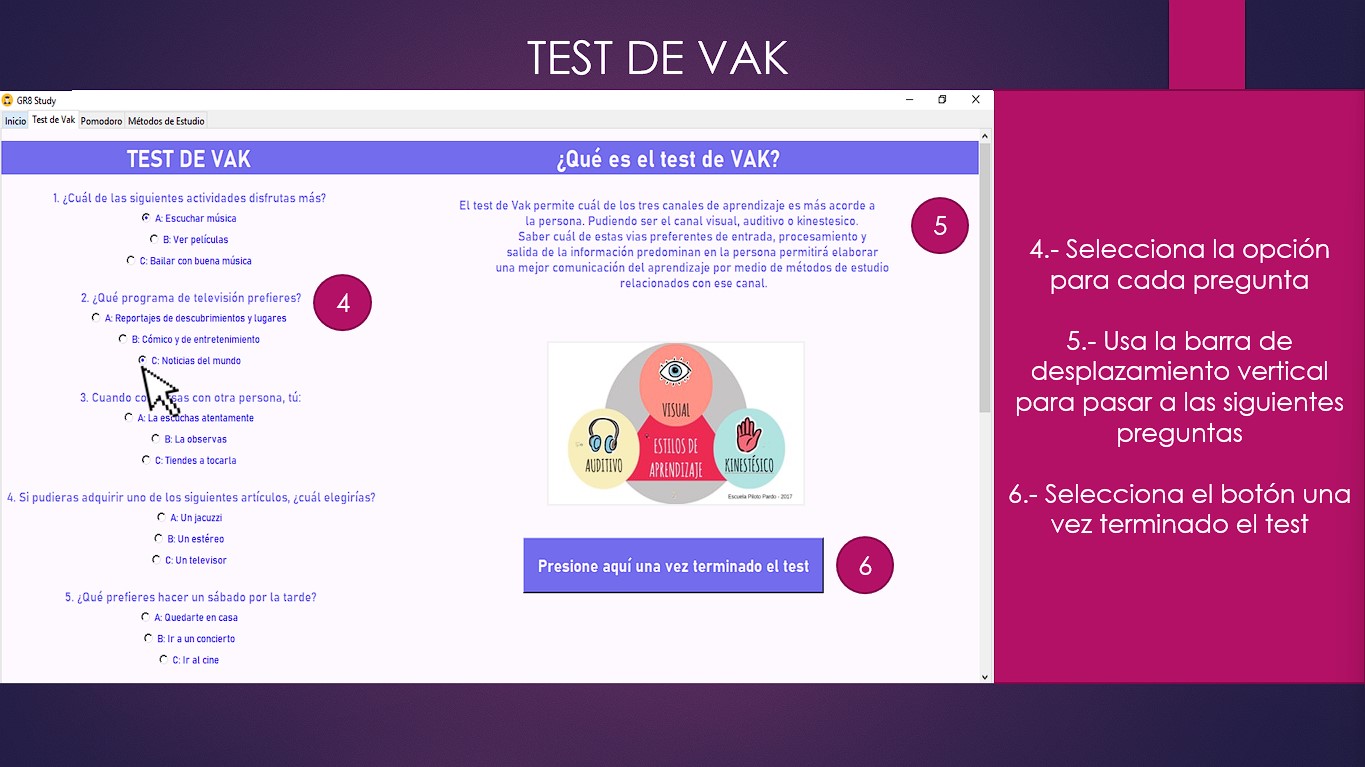 TEST DE VAK
GR8 Study
Inicio Test de Vak Pomodoro Métodos de Estudio
TEST DE VAK
1. ¿Cuál de las siguientes actividades disfrutas más?
A: Escuchar música
B: Ver películas
C: Bailar con buena música
2. ¿Qué programa de televisión prefieres?
A: Reportajes de descubrimientos y lugares
B: Cómico y de entretenimiento
C: Noticias del mundo
4
3. Cuando con otra persona, tú:
A: La escuchas atentamente
B: La observas
C: Tiendes a tocarla
4. Si pudieras adquirir uno de los siguientes artículos, ¿cuál elegirías?
A: Un jacuzzi
B: Un estéreo
C: Un televisor
5. ¿Qué prefieres hacer un sábado por la tarde?
A: Quedarte en casa
B: Ir a un concierto
C: Ir al cine
¿Qué es el test de VAK?
El test de Vak permite cuál de los tres canales de aprendizaje es más acorde a
la persona. Pudiendo ser el canal visual, auditivo o kinestesico.
Saber cuál de estas vias preferentes de entrada, procesamiento y
salida de la información predominan en la persona permitirá elaborar
una mejor comunicación del aprendizaje por medio de métodos de estudio
relacionados con ese canal.
5
VISUAL
AUDITIVO
ESTILOS DE
APRENDIZAJE
KINESTÉSICO
Escuela Piloto Pardo - 2017
Presione aquí una vez terminado el test
6
4.- Selecciona la opción
para cada pregunta
5.- Usa la barra de
desplazamiento vertical
para pasar a las siguientes
preguntas
6.- Selecciona el botón una
vez terminado el test